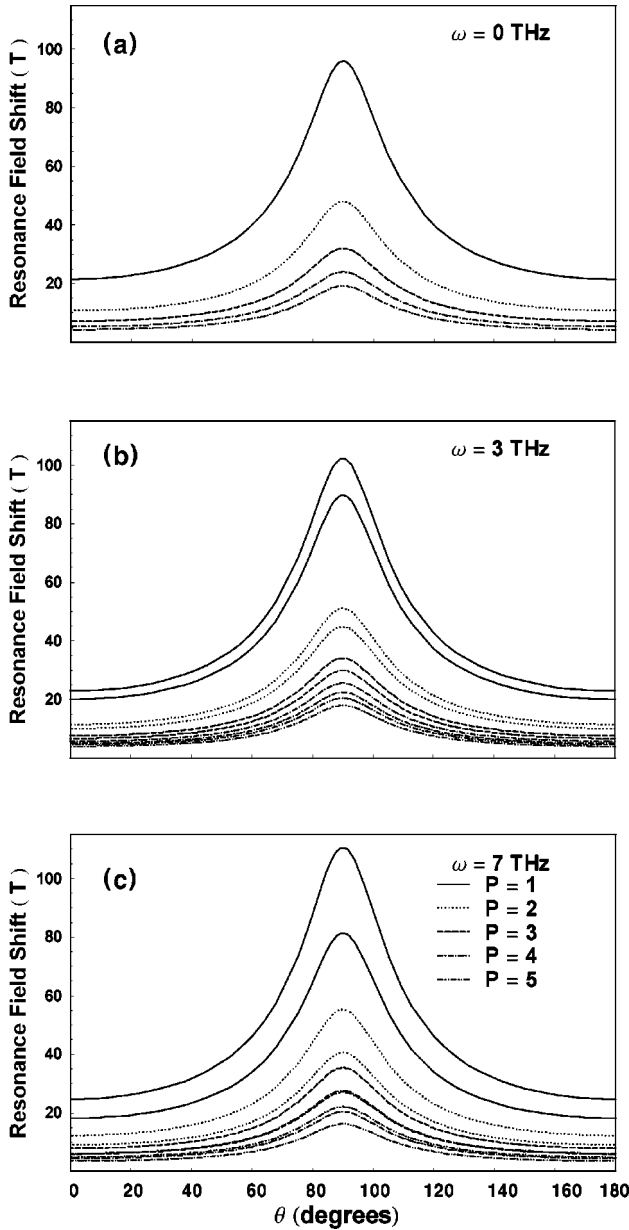 (a)
ω = 0 THz
Resonance Field Shift ( T )
100
80
60
40
20
(b)
ω = 3 THz
Resonance Field Shift ( T )
100
80
60
40
20
(c)
ω = 7 THz
P = 1
P = 2
P = 3
P = 4
P = 5
Resonance Field Shift ( T )
100
80
60
40
20
0 20 40 60 80 100 120 140 160 180
θ (degrees)